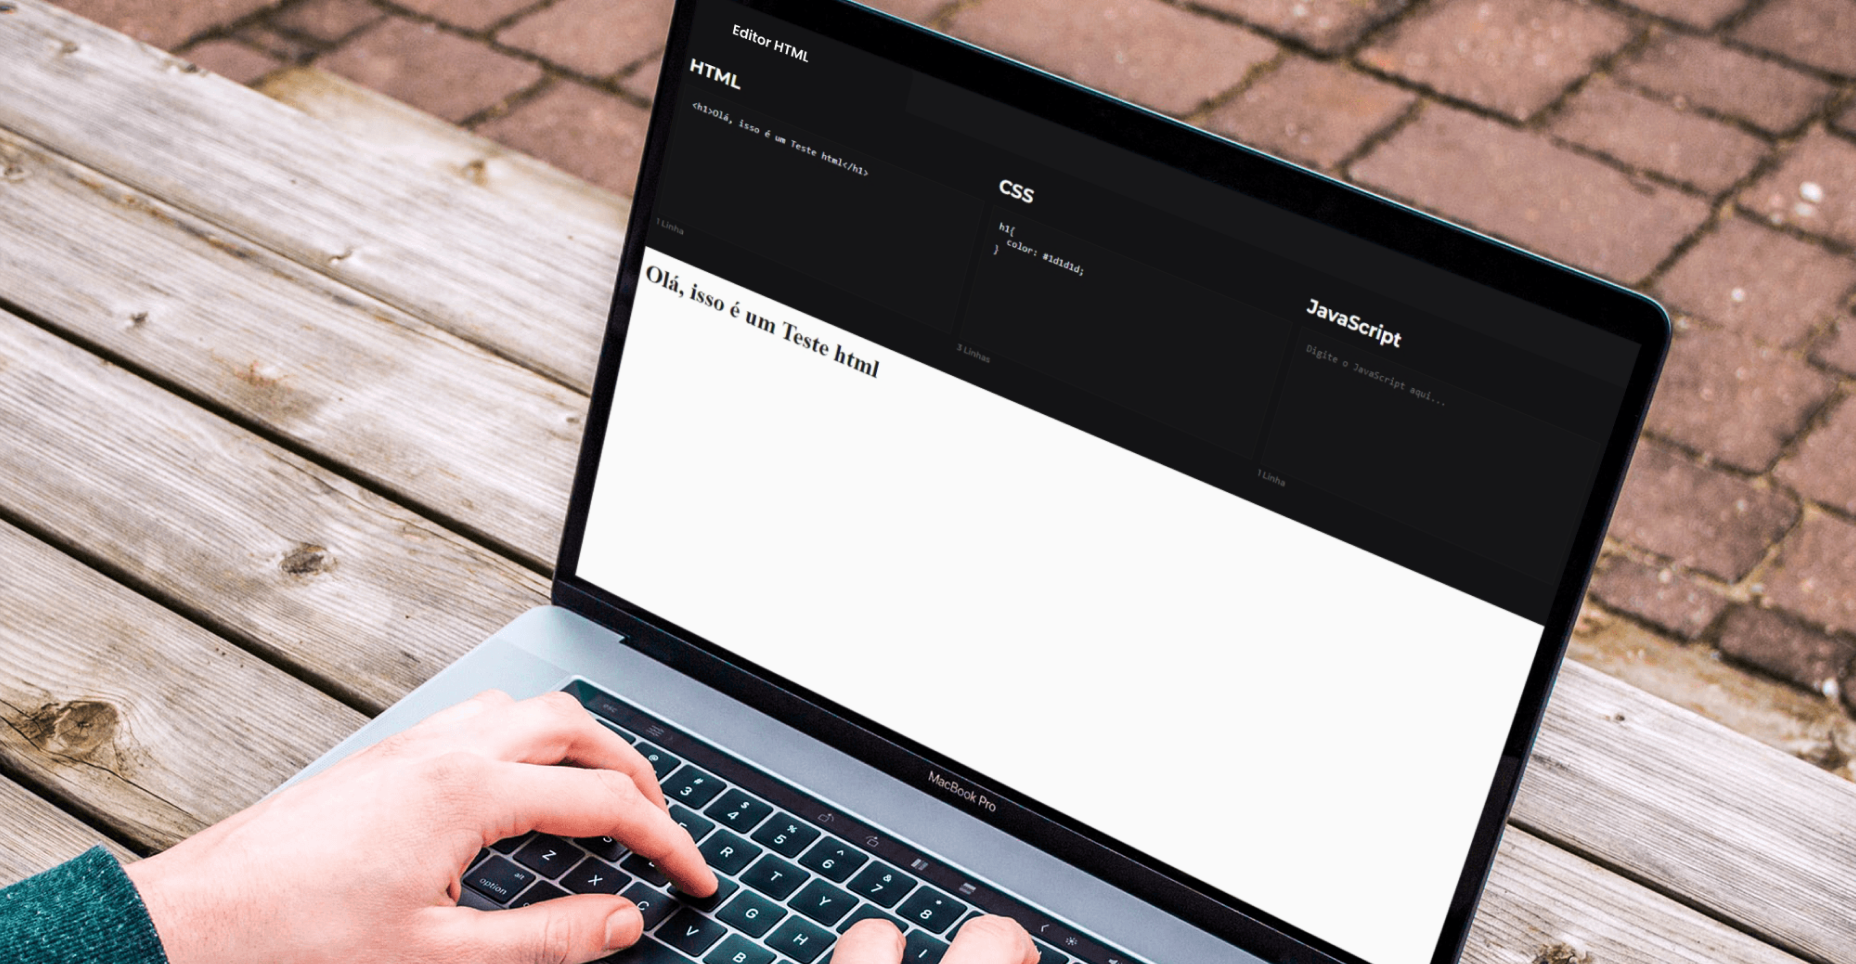 Editor HTML
HTML
<h1>Olá, isso é um Teste html</h1>
1 Linha
CSS
h1{
color: #1d1d1d;
}
3 Linhas
JavaScript
Digite o JavaScript aqui...
1 Linha
Olá, isso é um Teste html
MacBook Pro
esc
@
# 3
$ 4
% 5
^ 6
& 7
* 8
R
T
Y
I
G
H
Z
X
C
V
B
alt
option